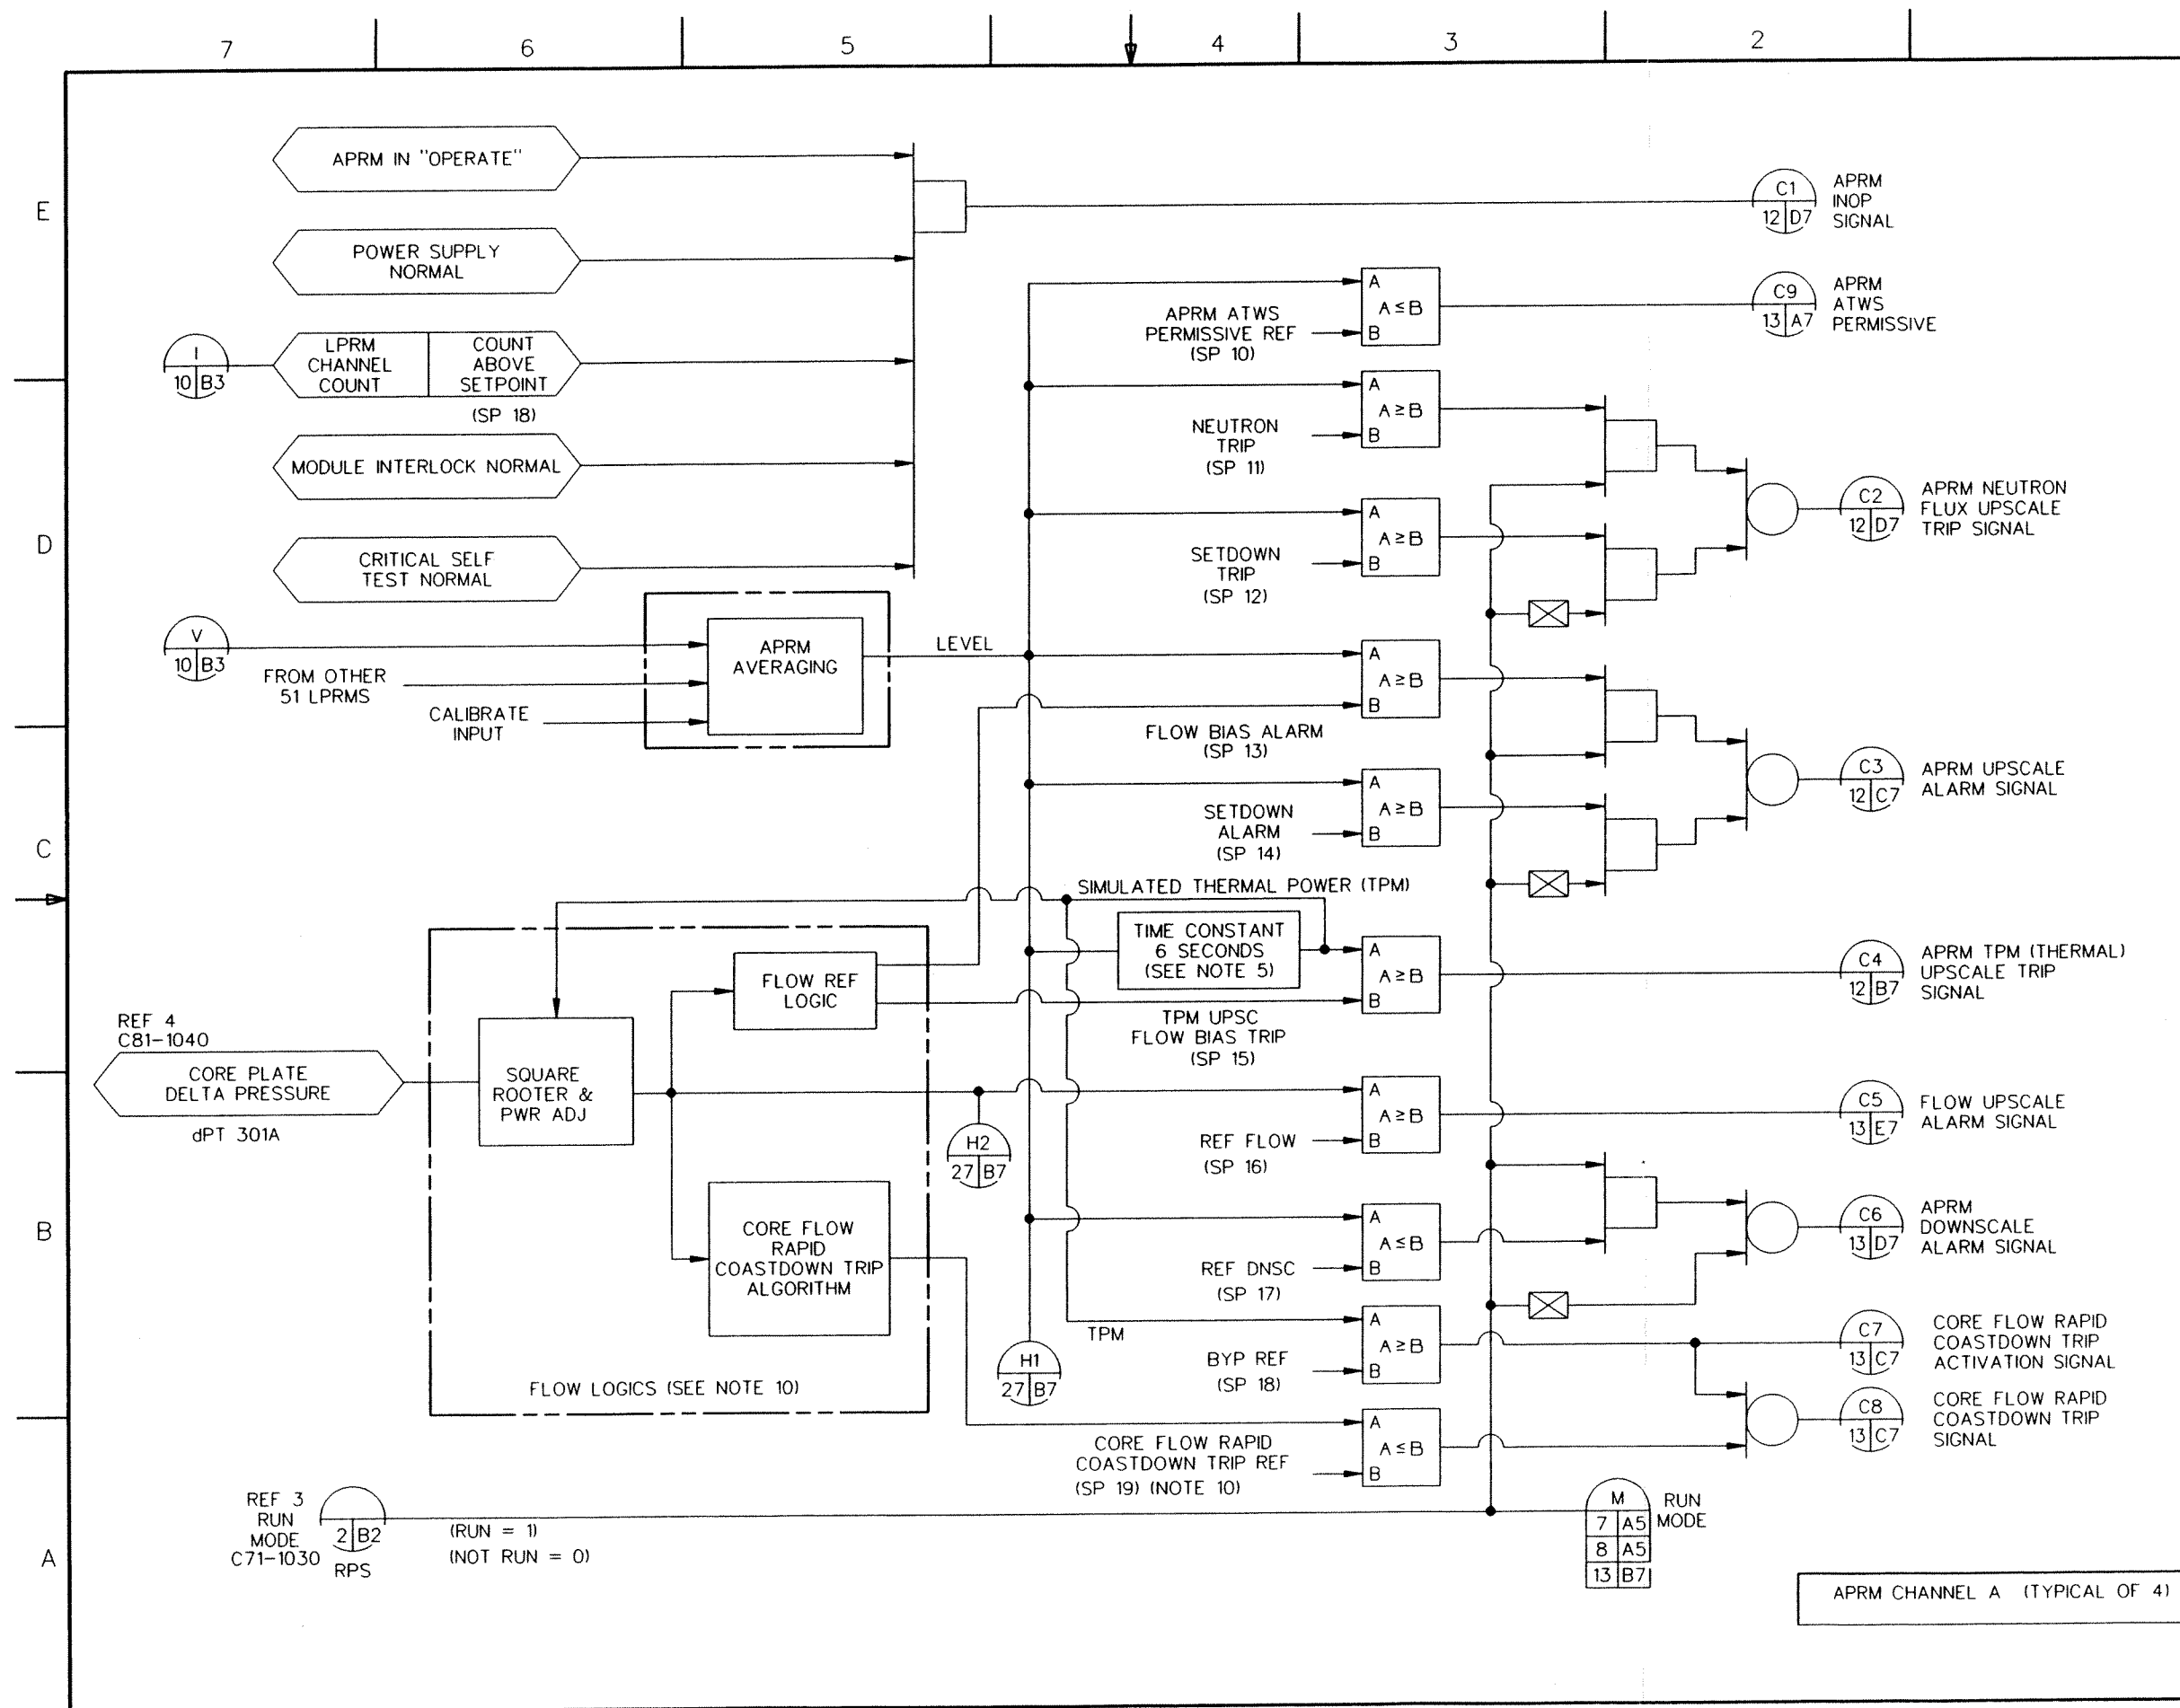 7 6 5 4 3 2
E
D
C
B
A
APRM IN "OPERATE"
POWER SUPPLY
NORMAL
I
10 B3
LPRM
CHANNEL
COUNT
COUNT
ABOVE
SETPOINT
(SP 18)
MODULE INTERLOCK NORMAL
CRITICAL SELF
TEST NORMAL
V
10 B3
FROM OTHER
51 LPRMS
CALIBRATE
INPUT
APRM
AVERAGING
LEVEL
C1
12 D7
APRM
INOP
SIGNAL
APRM ATWS
PERMISSIVE REF
(SP 10)
A
A ≤ B
B
C9
13 A7
APRM
ATWS
PERMISSIVE
NEUTRON
TRIP
(SP 11)
A
A ≥ B
B
SETDOWN
TRIP
(SP 12)
A
A ≥ B
B
C2
12 D7
APRM NEUTRON
FLUX UPSCALE
TRIP SIGNAL
FLOW BIAS ALARM
(SP 13)
A
A ≥ B
B
SETDOWN
ALARM
(SP 14)
A
A ≥ B
B
C3
12 C7
APRM UPSCALE
ALARM SIGNAL
SIMULATED THERMAL POWER (TPM)
TIME CONSTANT
6 SECONDS
(SEE NOTE 5)
A
A ≥ B
B
TPM UPSC
FLOW BIAS TRIP
(SP 15)
C4
12 B7
APRM TPM (THERMAL)
UPSCALE TRIP
SIGNAL
FLOW REF
LOGIC
REF 4
C81-1040
CORE PLATE
DELTA PRESSURE
dPT 301A
SQUARE
ROOTER &
PWR ADJ
H2
27 B7
REF FLOW
(SP 16)
A
A ≥ B
B
C5
13 E7
FLOW UPSCALE
ALARM SIGNAL
CORE FLOW
RAPID
COASTDOWN TRIP
ALGORITHM
REF DNSC
(SP 17)
A
A ≤ B
B
C6
13 D7
APRM
DOWNSCALE
ALARM SIGNAL
TPM
BYP REF
(SP 18)
A
A ≥ B
B
C7
13 C7
CORE FLOW RAPID
COASTDOWN TRIP
ACTIVATION SIGNAL
H1
27 B7
FLOW LOGICS (SEE NOTE 10)
CORE FLOW RAPID
COASTDOWN TRIP REF
(SP 19) (NOTE 10)
A
A ≤ B
B
C8
13 C7
CORE FLOW RAPID
COASTDOWN TRIP
SIGNAL
REF 3
RUN
MODE
C71-1030
2 B2
RPS
(RUN = 1)
(NOT RUN = 0)
M
7 A5
8 A5
13 B7
RUN
MODE
APRM CHANNEL A (TYPICAL OF 4)